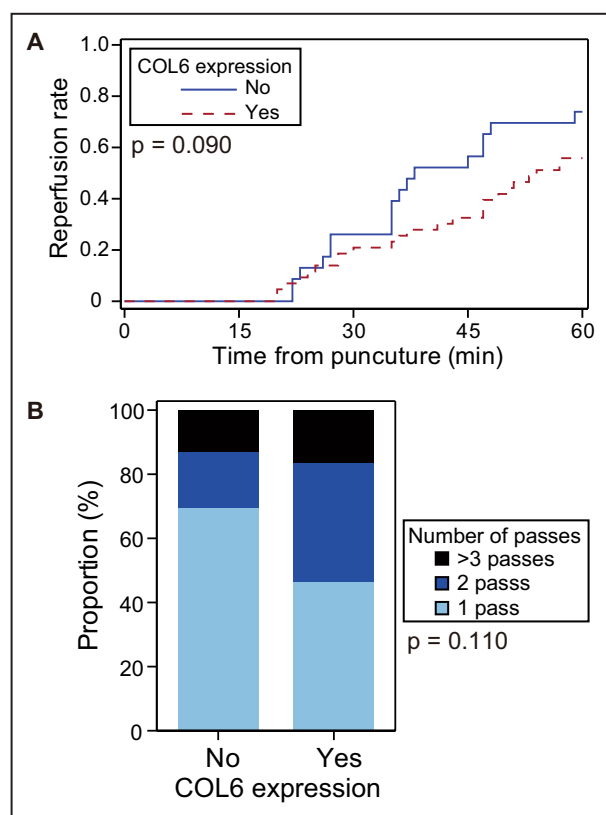 A
1.0
0.8
0.6
0.4
0.2
0
Reperfusion rate
COL6 expression
No
Yes
p = 0.090
0 15 30 45 60
Time from puncuture (min)
B
100
80
60
40
20
0
Proportion (%)
Number of passes
>3 passes
2 passs
1 pass
p = 0.110
No Yes
COL6 expression